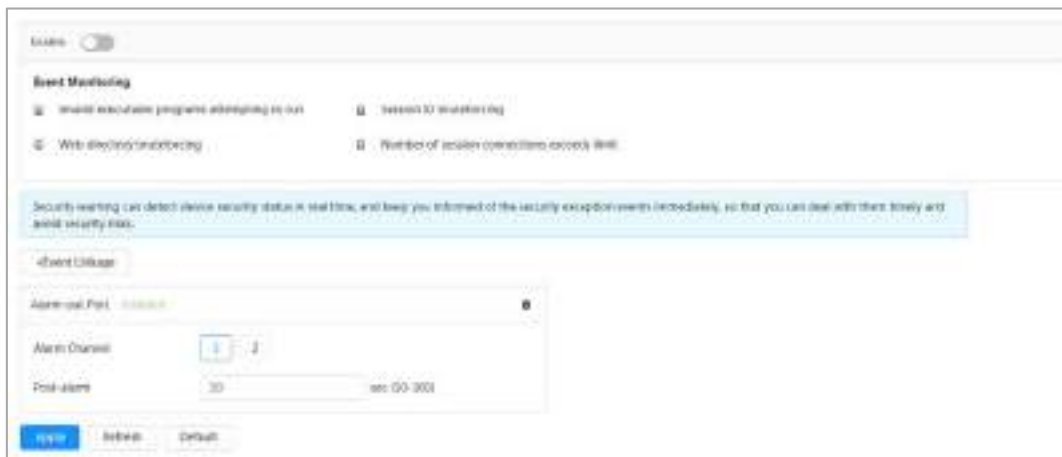 Enable
Event Monitoring
Invalid executable programs attempting to run
Session ID bruteforcing
Web directory bruteforcing
Number of session connections exceeds limit
Security warning can detect device security status in real time, and keep you informed of the security exception events immediately, so that you can deal with them timely and
avoid security risks.
+Event Linkage
Alarm-out Port
Alarm Channel 1 2
Post-alarm sec
Apply Refresh Default